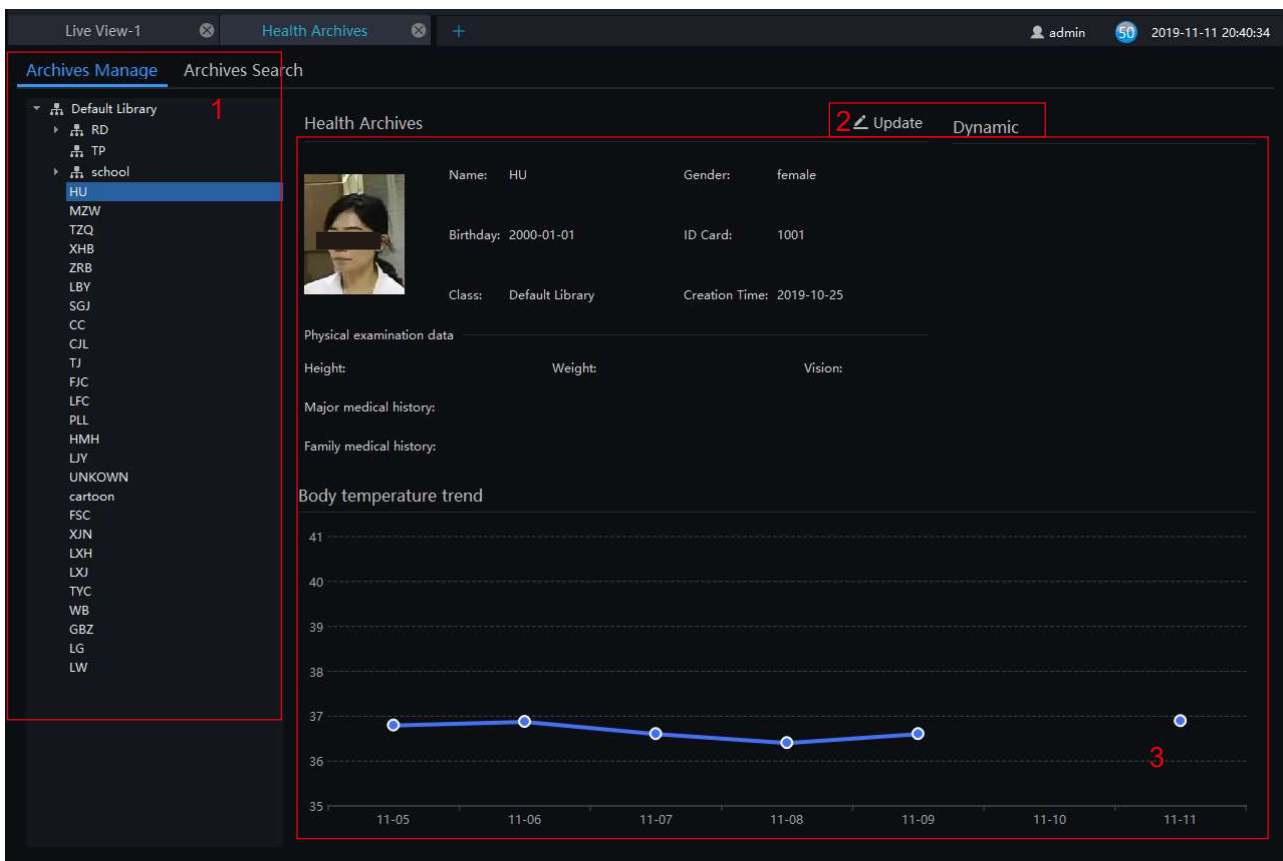 Live View-1 Health Archives + admin 50 2019-11-11 20:40:34
Archives Manage Archives Search
1
Default Library
RD
TP
school
HU
MZW
TZQ
XHB
ZRB
LBY
SGJ
CC
CJL
TJ
FJC
LFC
PLL
HMH
LJY
UNKOWN
cartoon
FSC
XJN
LXH
LXJ
TYC
WB
GBZ
LG
LW
Health Archives 2 Update Dynamic
Name: HU Gender: female
Birthday: 2000-01-01 ID Card: 1001
Class: Default Library Creation Time: 2019-10-25
Physical examination data
Height: Weight: Vision:
Major medical history:
Family medical history:
Body temperature trend
41
40
39
38
37
36
3
35
11-05 11-06 11-07 11-08 11-09 11-10 11-11